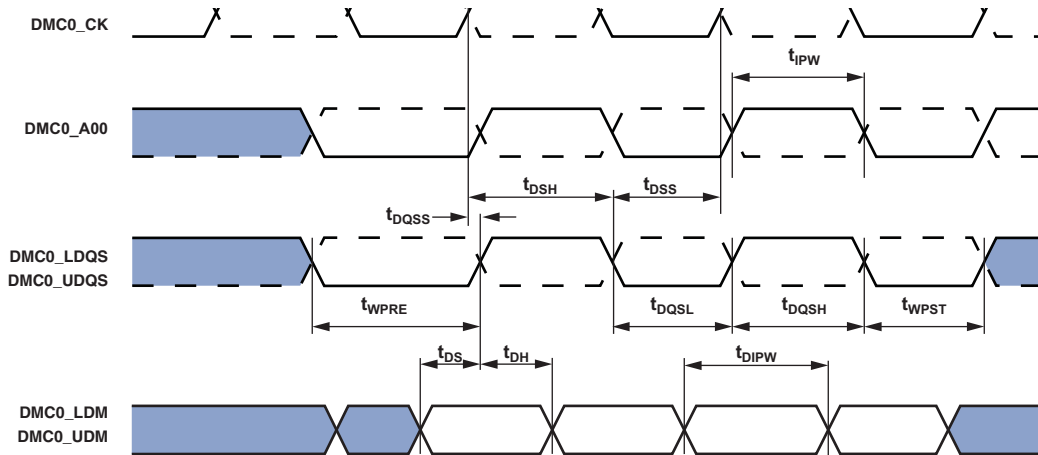 DMC0_CK
tIPW
DMC0_A00
tDSH
tDSS
tDQSS
DMC0_LDQS
DMC0_UDQS
tWPRE
tDQSL
tDQSH
tWPST
tDS
tDH
tDIPW
DMC0_LDM
DMC0_UDM